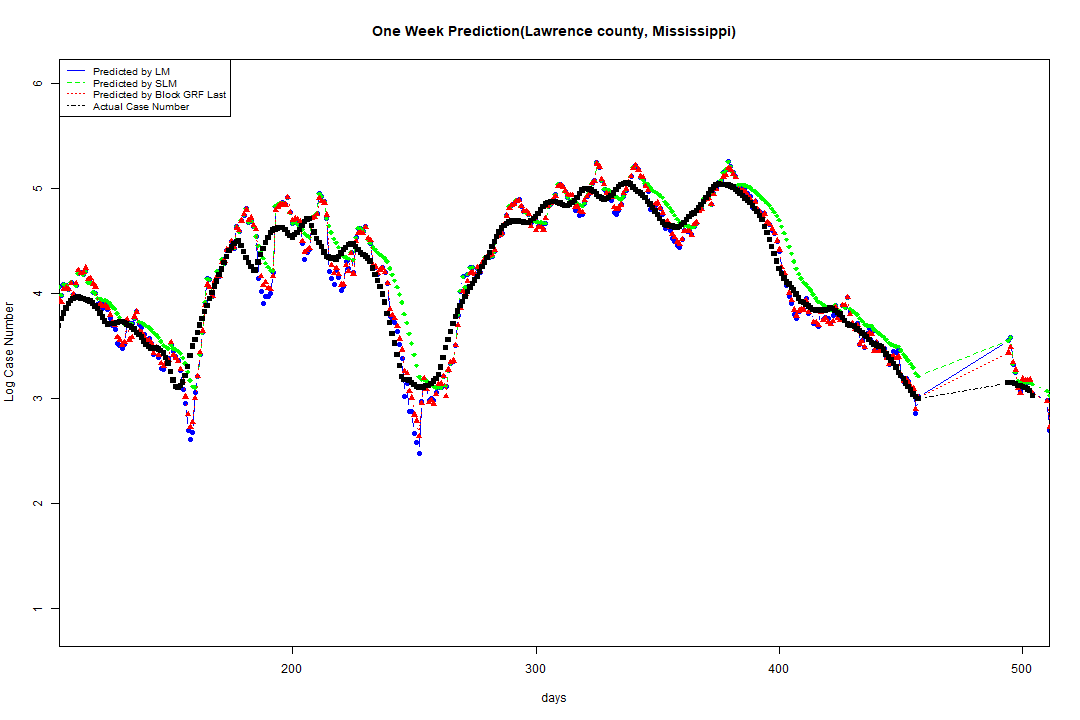 One Week Prediction(Lawrence county, Mississippi)
Predicted by LM
Predicted by SLM
Predicted by Block GRF Last
Actual Case Number
6
5
4
3
2
1
Log Case Number
200
300
400
500
days